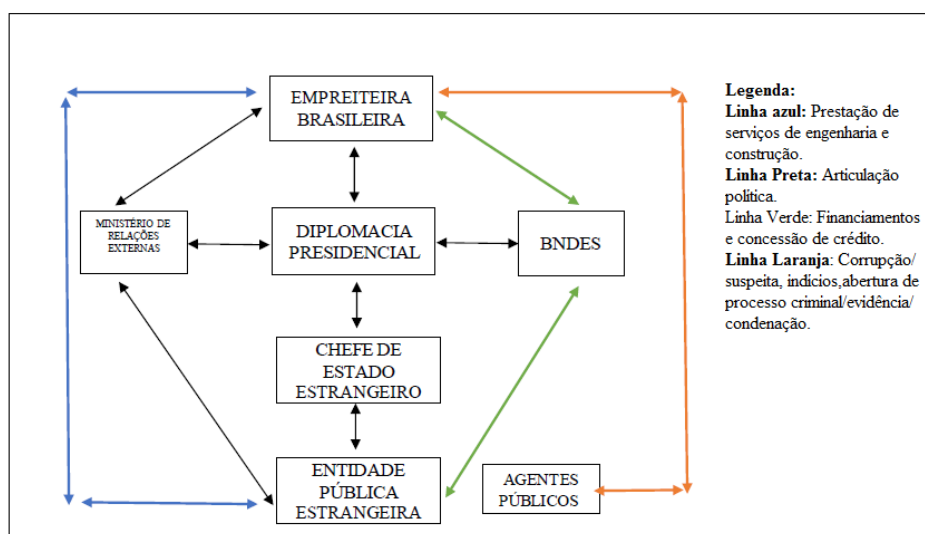 EMPREITEIRA
BRASILEIRA
MINISTÉRIO DE
RELAÇÕES
EXTERNAS
DIPLOMACIA
PRESIDENCIAL
BNDES
CHEFE DE
ESTADO
ESTRANGEIRO
ENTIDADE
PÚBLICA
ESTRANGEIRA
AGENTES
PÚBLICOS
Legenda:
Linha azul: Prestação de
serviços de engenharia e
construção.
Linha Preta: Articulação
política.
Linha Verde: Financiamentos
e concessão de crédito.
Linha Laranja: Corrupção/
suspeita, indícios,abertura de
processo criminal/evidência/
condenação.